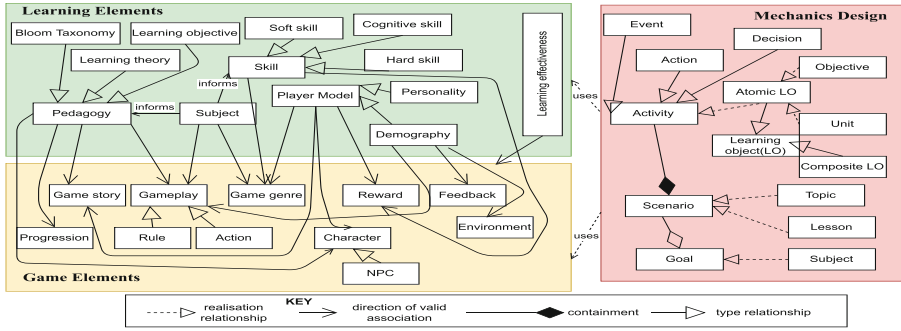 Learning Elements
Bloom Taxonomy
Learning objective
Soft skill
Cognitive skill
Learning theory
Skill
Hard skill
informs
Player Model
Personality
Pedagogy
informs
Subject
Demography
Learning effectiveness
Game story
Gameplay
Game genre
Reward
Feedback
Progression
Rule
Action
Character
Environment
NPC
Game Elements
uses
uses
Mechanics Design
Event
Decision
Action
Objective
Atomic LO
Activity
Unit
Learning
object(LO)
Composite LO
Scenario
Topic
Lesson
Goal
Subject
KEY
realisation
relationship
direction of valid
association
containment
type relationship